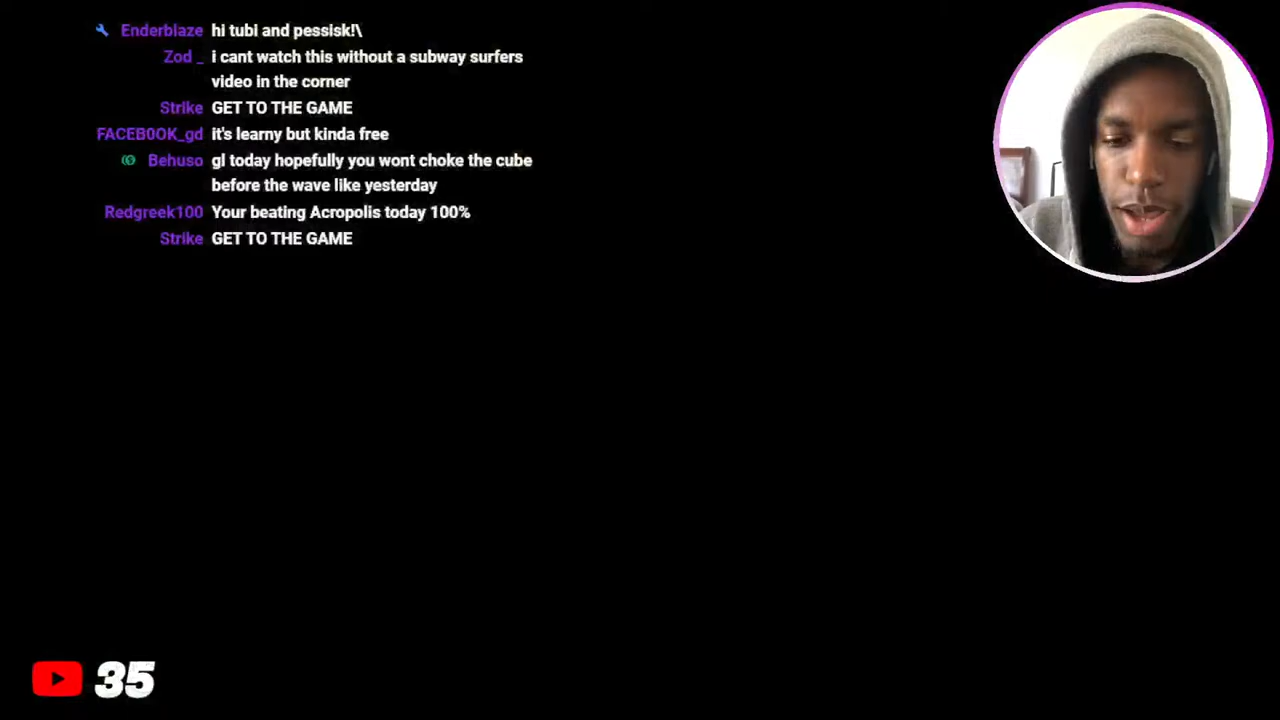 Enderblaze hi tubi and pessisk!\
Zod _ i cant watch this without a subway surfers
video in the corner
Strike GET TO THE GAME
FACEB0OK_gd it's learny but kinda free
Behuso gl today hopefully you wont choke the cube
before the wave like yesterday
Redgreek100 Your beating Acropolis today 100%
Strike GET TO THE GAME
35